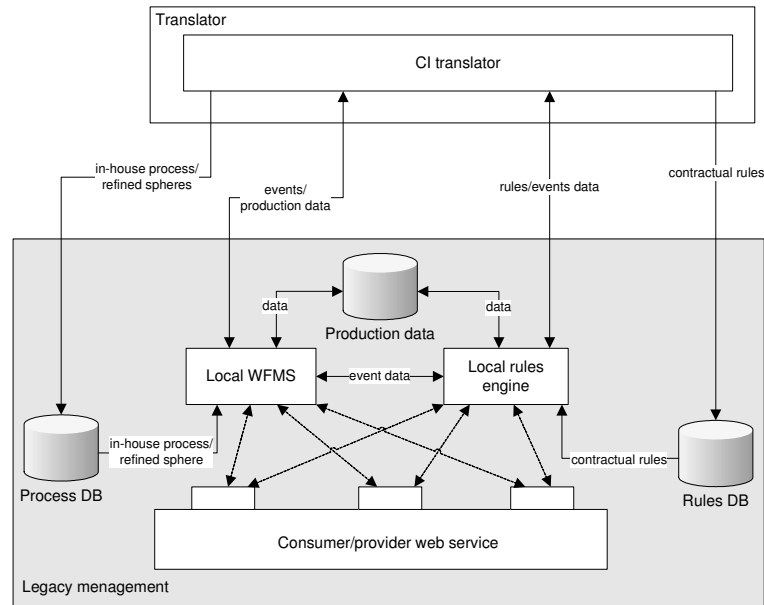 Translator
CI translator
in-house process/
refined spheres
events/
production data
rules/events data
contractual rules
data
data
Production data
Local WFMS
event data
Local rules
engine
in-house process/
refined sphere
contractual rules
Process DB
Rules DB
Consumer/provider web service
Legacy menagement